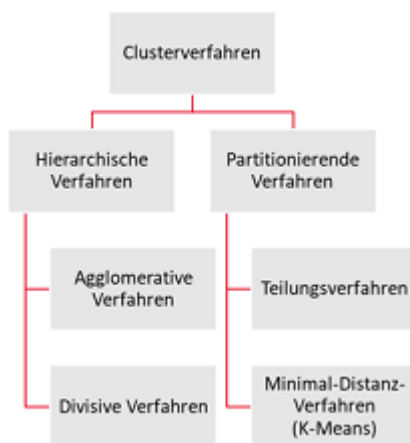 Clusterverfahren
Hierarchische
Verfahren
Partitionierende
Verfahren
Agglomerative
Verfahren
Teilungsverfahren
Divisive Verfahren
Minimal-Distanz-
Verfahren
(K-Means)